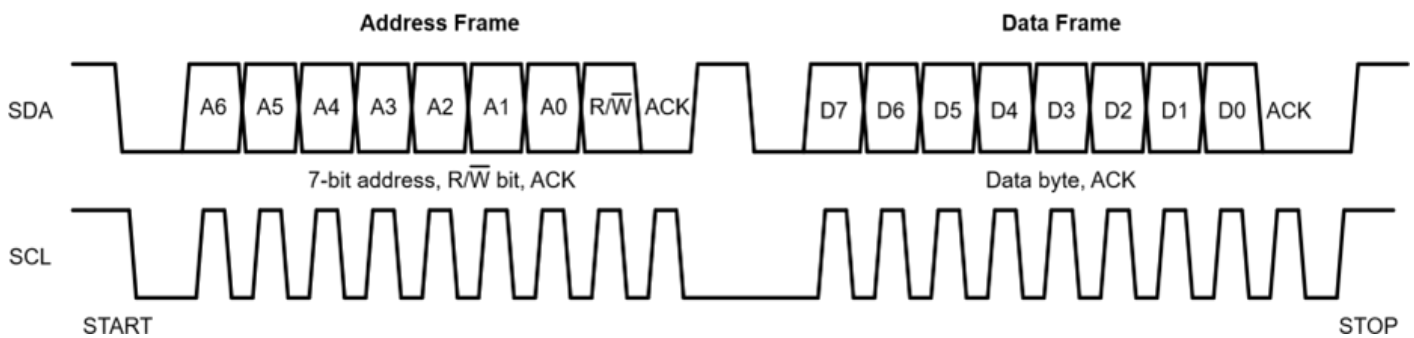 Address Frame Data Frame
SDA A6 A5 A4 A3 A2 A1 A0 R/W̅ ACK D7 D6 D5 D4 D3 D2 D1 D0 ACK
7-bit address, R/W̅ bit, ACK Data byte, ACK
SCL
START STOP